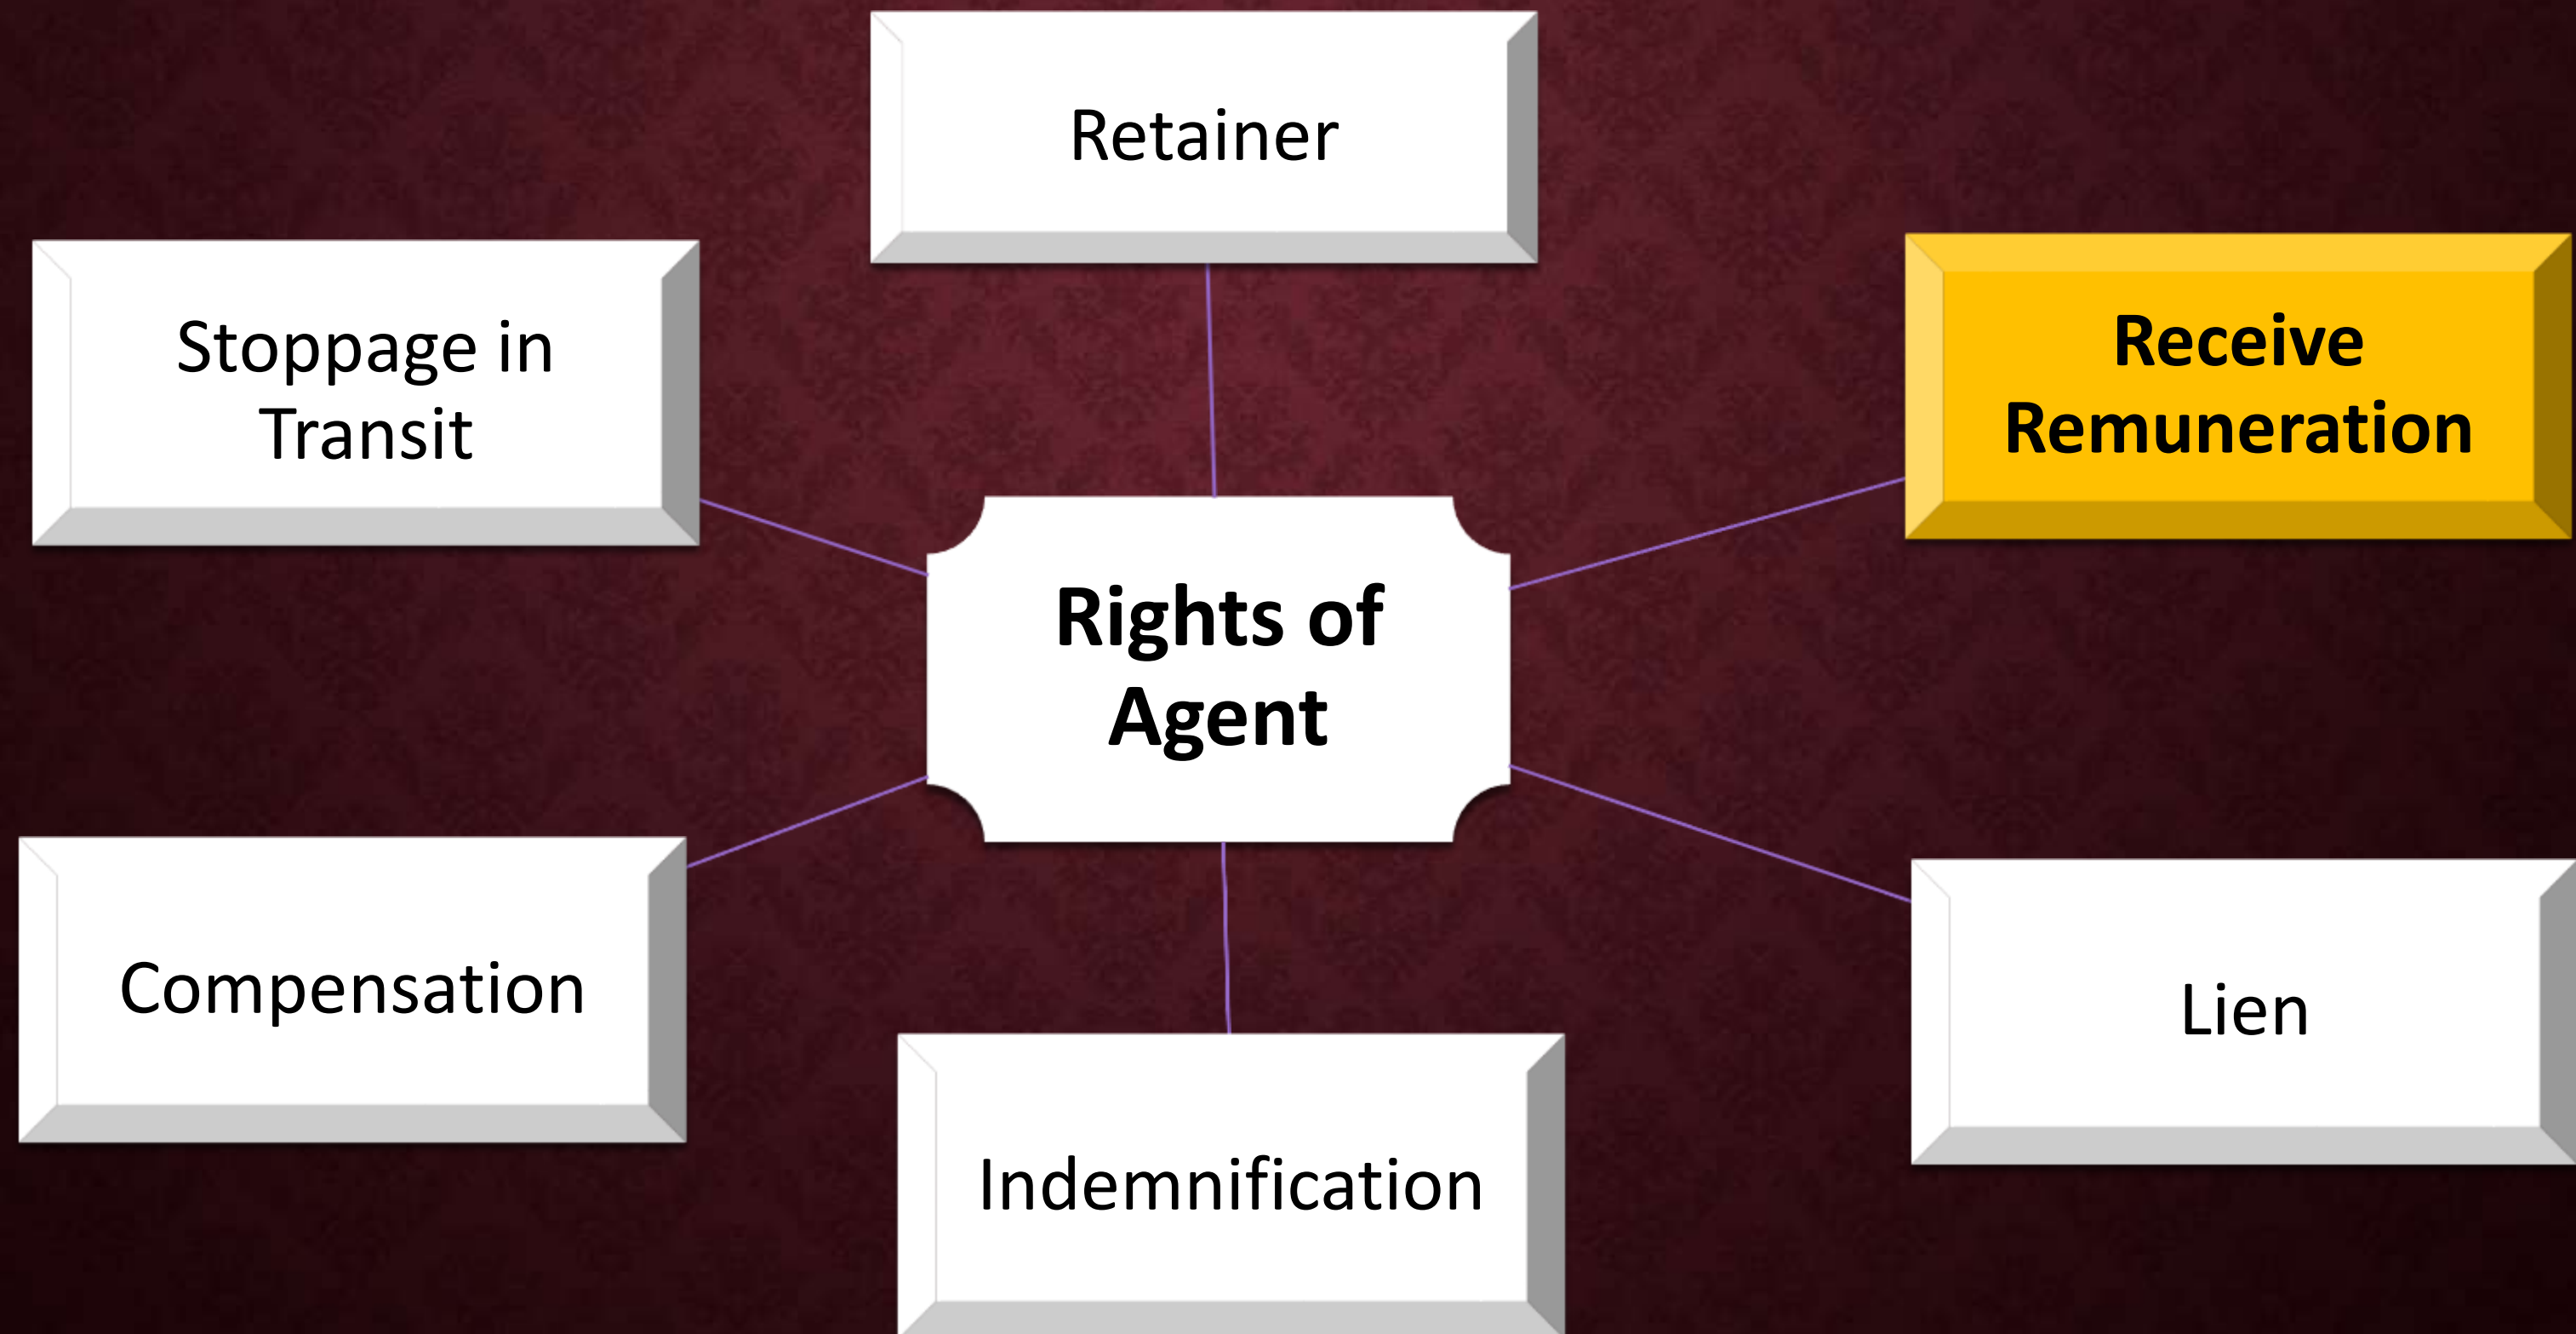 Retainer
Stoppage in
Transit
Receive
Remuneration
Rights of
Agent
Compensation
Lien
Indemnification